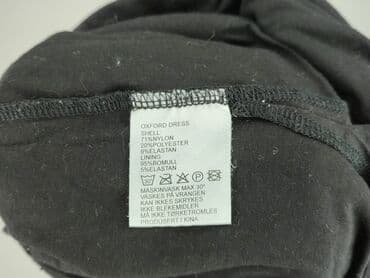 OXFORD DRESS
SHELL
71%NYLON
20%POLYESTER
9%ELASTAN
LINING
95%BOMULL
5%ELASTAN
MASKINVASK MAX 30°
VASKES PÅ VRANGEN
KAN IKKES SKRYKES
IKKE BLEKEMIDLER
MÅ IKKE TØRKETROMLES
PRODUSERT I KINA